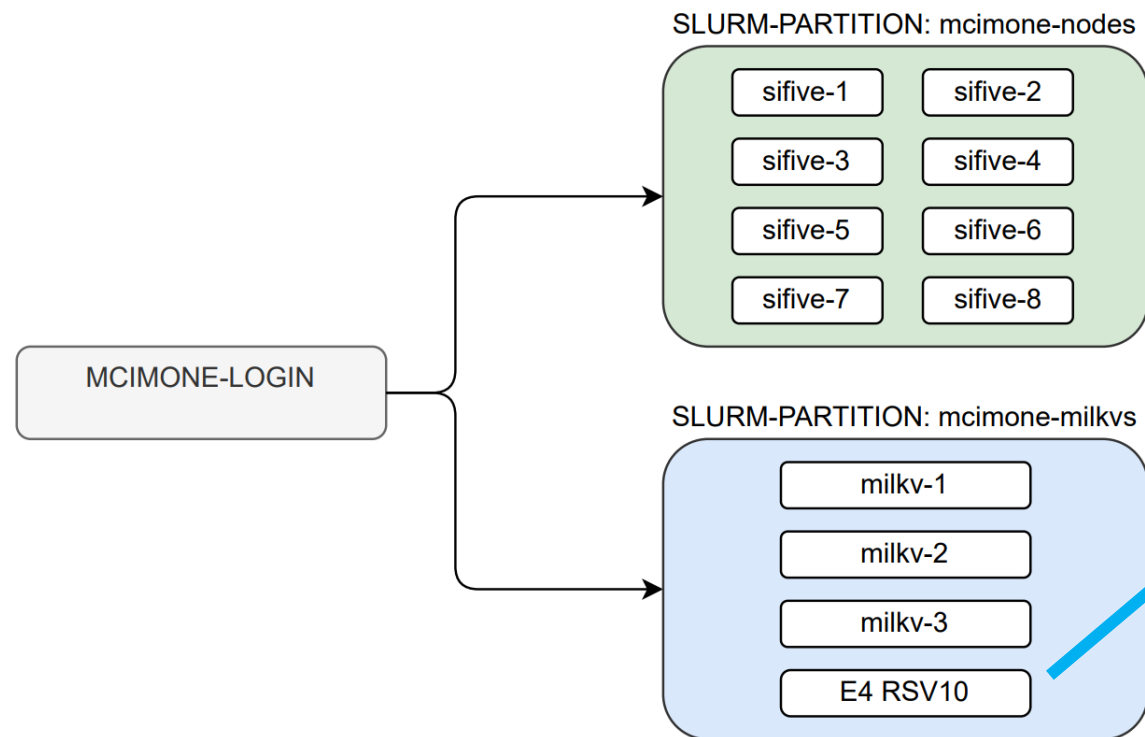 SLURM-PARTITION: mcimone-nodes
sifive-1
sifive-2
sifive-3
sifive-4
sifive-5
sifive-6
sifive-7
sifive-8
MCIMONE-LOGIN
SLURM-PARTITION: mcimone-milkvs
milkv-1
milkv-2
milkv-3
E4 RSV10